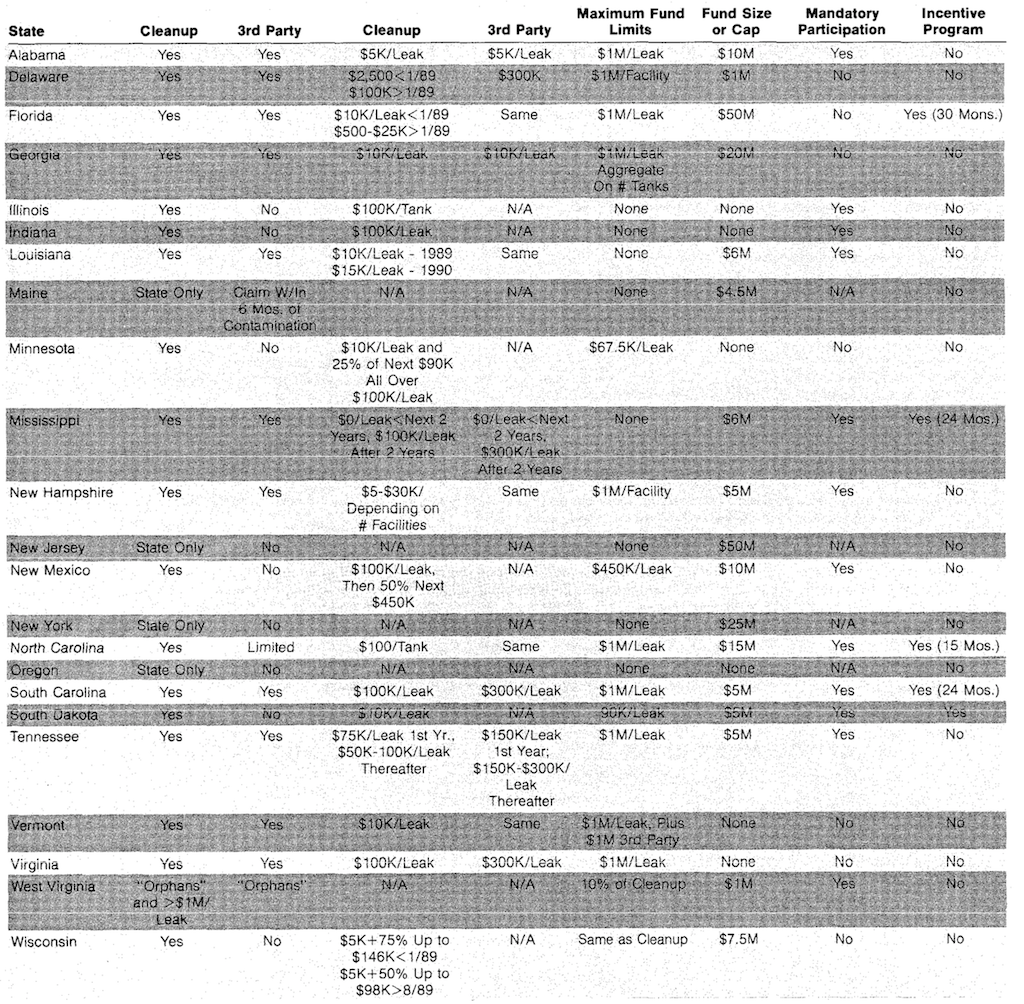 Maximum Fund Fund Size Mandatory Incentive
State Cleanup 3rd Party Cleanup 3rd Party Limits or Cap Participation Program
Alabama Yes Yes $5K/Leak $5K/Leak $1M/Leak $10M Yes No
Delaware Yes Yes $2,500<1/89 $300K $1M/Facility $1M No No
$100K>1/89
Florida Yes Yes $10K/Leak<1/89 Same $1M/Leak $50M No Yes (30 Mons.)
$500-$25K>1/89
Georgia Yes Yes $10K/Leak $10K/Leak $1M/Leak $20M No No
Aggregate
On # Tanks
Illinois Yes No $100K/Tank N/A None None Yes No
Indiana Yes No $100K/Leak N/A None None Yes No
Louisiana Yes Yes $10K/Leak - 1989 Same None $6M Yes No
$15K/Leak - 1990
Maine State Only Claim W/In N/A N/A None $4.5M N/A No
6 Mos. of
Contamination
Minnesota Yes No $10K/Leak and N/A $67.5K/Leak None No No
25% of Next $90K
All Over
$100K/Leak
Mississippi Yes Yes $0/Leak<Next 2 $0/Leak<Next None $6M Yes Yes (24 Mos.)
Years, $100K/Leak 2 Years,
After 2 Years $300K/Leak
After 2 Years
New Hampshire Yes Yes $5-$30K/ Same $1M/Facility $5M Yes No
Depending on
# Facilities
New Jersey State Only No N/A N/A None $50M N/A No
New Mexico Yes No $100K/Leak, N/A $450K/Leak $10M Yes No
Then 50% Next
$450K
New York State Only No N/A N/A None $25M N/A No
North Carolina Yes Limited $100/Tank Same $1M/Leak $15M Yes Yes (15 Mos.)
Oregon State Only No N/A N/A None None N/A No
South Carolina Yes Yes $100K/Leak $300K/Leak $1M/Leak $5M Yes Yes (24 Mos.)
South Dakota Yes No $10K/Leak N/A 90K/Leak $5M Yes Yes
Tennessee Yes Yes $75K/Leak 1st Yr., $150K/Leak $1M/Leak $5M Yes No
$50K-100K/Leak 1st Year;
Thereafter $150K-$300K/
Leak
Thereafter
Vermont Yes Yes $10K/Leak Same $1M/Leak, Plus None No No
$1M 3rd Party
Virginia Yes Yes $100K/Leak $300K/Leak $1M/Leak None No No
West Virginia "Orphans" "Orphans" N/A N/A 10% of Cleanup $1M Yes No
and >$1M/
Leak
Wisconsin Yes No $5K+75% Up to N/A Same as Cleanup $7.5M No No
$146K<1/89
$5K+50% Up to
$98K>8/89